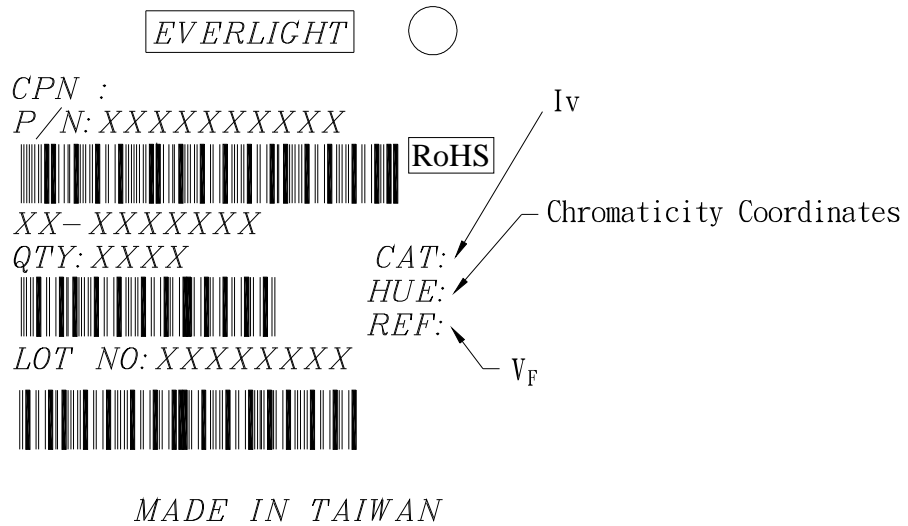 EVERLIGHT
CPN :
P/N: XXXXXXXXXX
RoHS
XX-XXXXXXX
QTY: XXXX
LOT NO: XXXXXXXX
CAT:
HUE:
REF:
Iv
Chromaticity Coordinates
VF
MADE IN TAIWAN